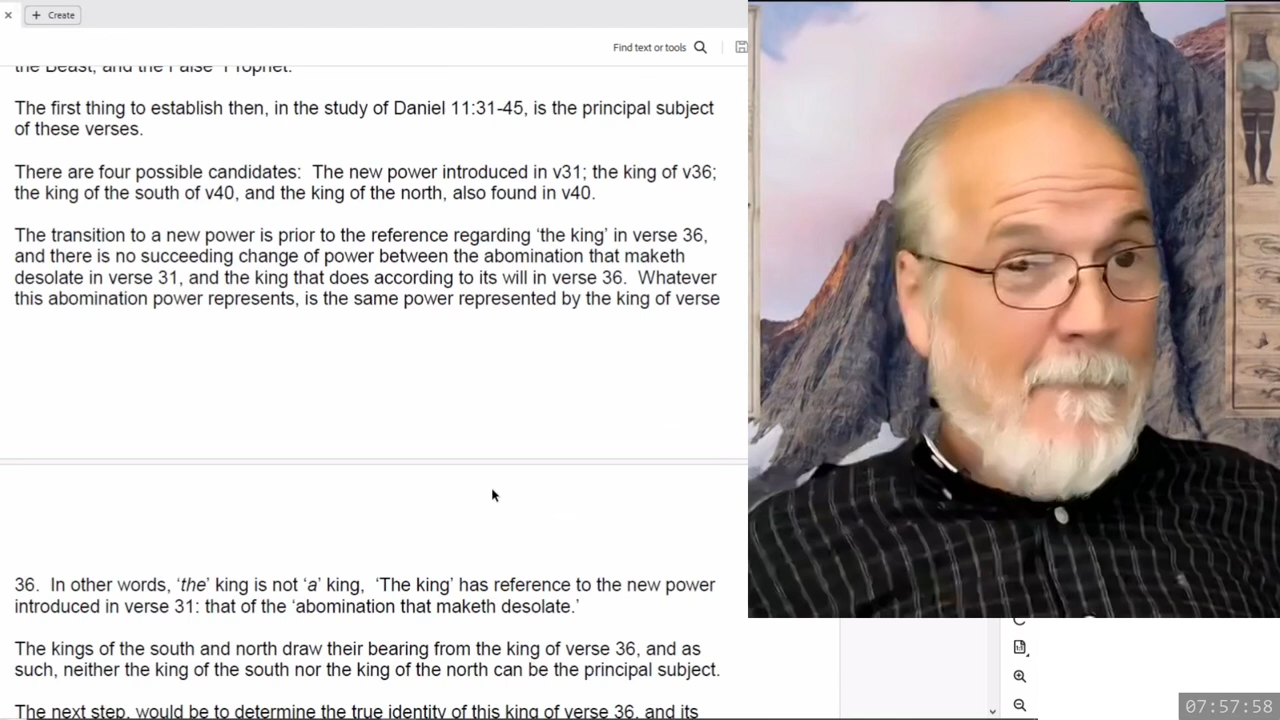 Create
Find text or tools
the Beast, and the False Prophet.
The first thing to establish then, in the study of Daniel 11:31-45, is the principal subject
of these verses.
There are four possible candidates:  The new power introduced in v31; the king of v36;
the king of the south of v40, and the king of the north, also found in v40.
The transition to a new power is prior to the reference regarding ‘the king’ in verse 36,
and there is no succeeding change of power between the abomination that maketh
desolate in verse 31, and the king that does according to its will in verse 36.  Whatever
this abomination power represents, is the same power represented by the king of verse
36.  In other words, ‘the’ king is not ‘a’ king,  ‘The king’ has reference to the new power
introduced in verse 31: that of the ‘abomination that maketh desolate.’
The kings of the south and north draw their bearing from the king of verse 36, and as
such, neither the king of the south nor the king of the north can be the principal subject.
The next step, would be to determine the true identity of this king of verse 36, and its
07:57:58